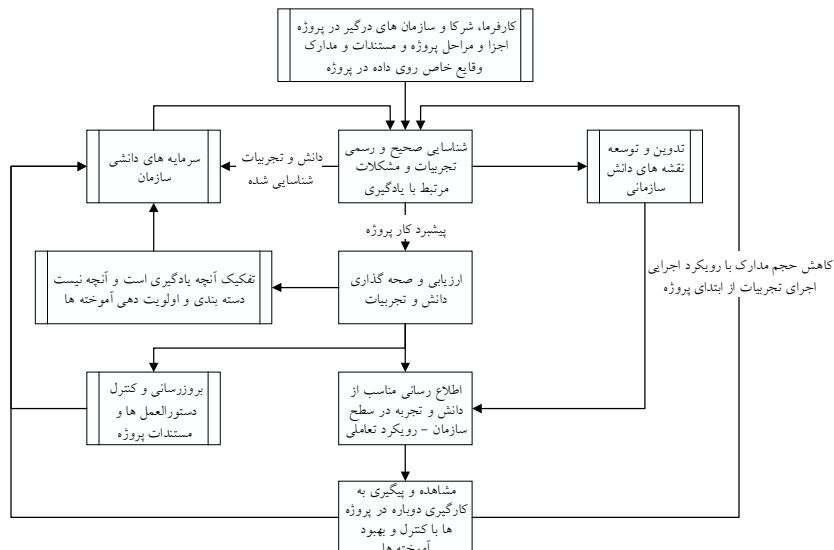 کارفرما، شرکا و سازمان های درگیر در پروژه
اجزا و مراحل پروژه و مستندات و مدارک
وقایع خاص روی داده در پروژه
تدوین و توسعه
نقشه های دانش
سازمانی
شناسایی صحیح و رسمی
تجربیات و مشکلات
مرتبط با یادگیری
دانش و تجربیات
شناسایی شده
سرمایه های دانشی
سازمان
پیشبرد کار پروژه
کاهش حجم مدارک با رویکرد اجرایی
اجرای تجربیات از ابتدای پروژه
ارزیابی و صحه گذاری
دانش و تجربیات
تفکیک آنچه یادگیری است و آنچه نیست
دسته بندی و اولویت دهی آموخته ها
اطلاع رسانی مناسب از
دانش و تجربه در سطح
سازمان – رویکرد تعاملی
بروزرسانی و کنترل
دستورالعمل ها و
مستندات پروژه
مشاهده و پیگیری به
کارگیری دوباره در پروژه
ها با کنترل و بهبود
آموخته ها